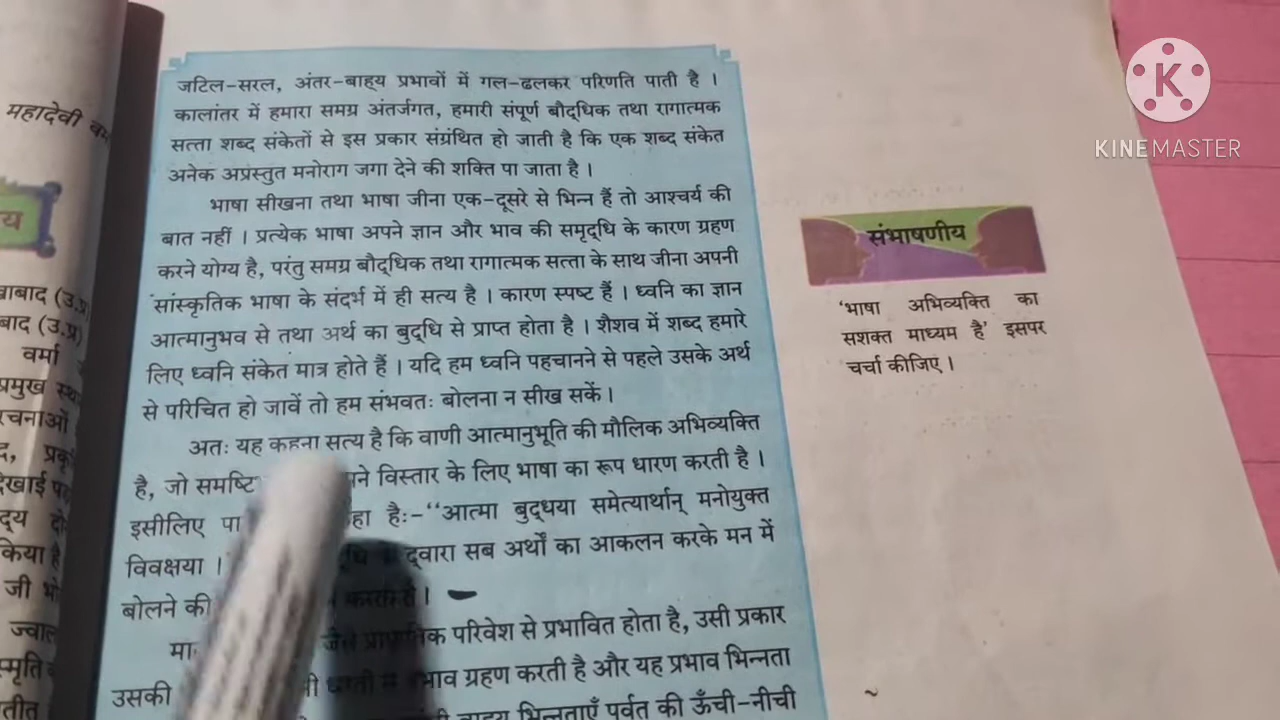 जटिल-सरल, अंतर-बाह्य प्रभावों में गल-ढलकर परिणति पाती है ।
कालांतर में हमारा समग्र अंतर्जगत, हमारी संपूर्ण बौद्धिक तथा रागात्मक
सत्ता शब्द संकेतों से इस प्रकार संग्रंथित हो जाती है कि एक शब्द संकेत
अनेक अप्रस्तुत मनोराग जगा देने की शक्ति पा जाता है ।
भाषा सीखना तथा भाषा जीना एक-दूसरे से भिन्न हैं तो आश्चर्य की
बात नहीं । प्रत्येक भाषा अपने ज्ञान और भाव की समृद्धि के कारण ग्रहण
करने योग्य है, परंतु समग्र बौद्धिक तथा रागात्मक सत्ता के साथ जीना अपनी
सांस्कृतिक भाषा के संदर्भ में ही सत्य है । कारण स्पष्ट हैं । ध्वनि का ज्ञान
आत्मानुभव से तथा अर्थ का बुद्धि से प्राप्त होता है । शैशव में शब्द हमारे
लिए ध्वनि संकेत मात्र होते हैं । यदि हम ध्वनि पहचानने से पहले उसके अर्थ
से परिचित हो जावें तो हम संभवतः बोलना न सीख सकें ।
अतः यह कहना सत्य है कि वाणी आत्मानुभूति की मौलिक अभिव्यक्ति
है, जो समष्टि विस्तार के लिए भाषा का रूप धारण करती है ।
इसीलिए है:-“आत्मा बुद्धया समेत्यार्थान् मनोयुक्त
विवक्षया । द्वारा सब अर्थों का आकलन करके मन में
बोलने की
परिवेश से प्रभावित होता है, उसी प्रकार
उसकी ग्रहण करती है और यह प्रभाव भिन्नता
बाह्य भिन्नताएँ पर्वत की ऊँची-नीची
महादेवी
संभाषणीय
‘भाषा अभिव्यक्ति का
सशक्त माध्यम है’ इसपर
चर्चा कीजिए ।
(उ.प्र
(उ.प्र)
वर्मा
K
KINEMASTER